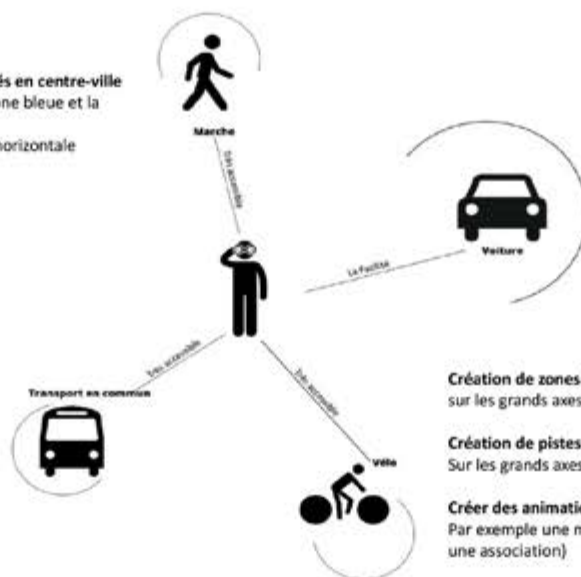 és en centre-ville
ne bleue et la
horizontale
Marche
Très accessible
Voiture
La Facilité
Très accessible
Transport en commun
Très accessible
Vélo
Création de zones
sur les grands axes
Création de pistes
Sur les grands axes
Créer des animatio
Par exemple une m
une association)